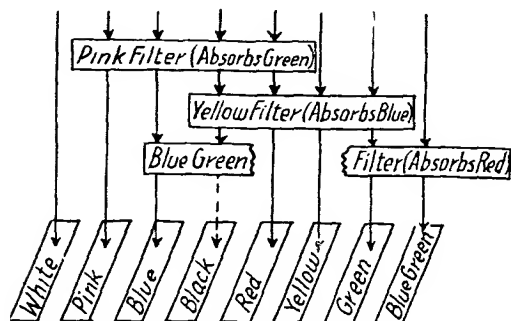 Pink Filter (Absorbs Green)
Yellow Filter (Absorbs Blue)
Blue Green
Filter (Absorbs Red)
White
Pink
Blue
Black
Red
Yellow
Green
Blue Green